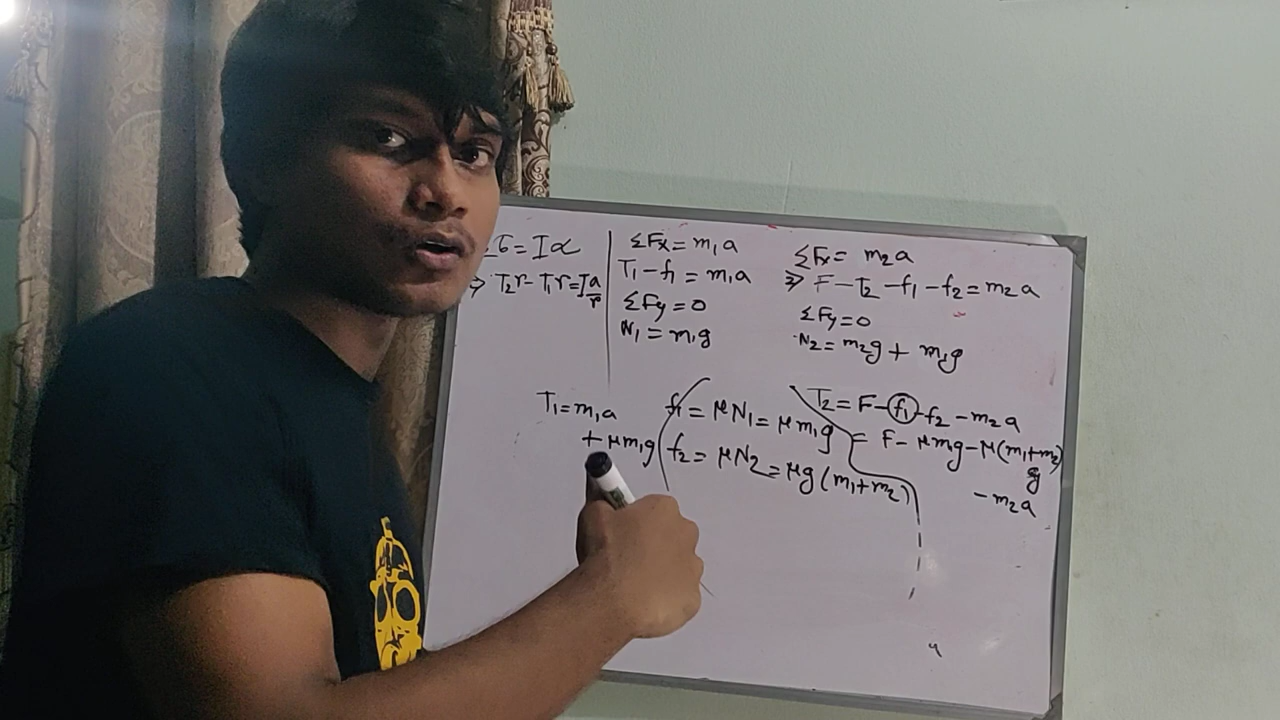 Στ = Iα
⇒ T₂r - T₁r = Ia/r
ΣFx = m₁a
T₁ - f₁ = m₁a
ΣFy = 0
N₁ = m₁g
ΣFx = m₂a
⇒ F - T₂ - f₁ - f₂ = m₂a
ΣFy = 0
N₂ = m₂g + m₁g
T₁ = m₁a
+ μm₁g
f₁ = μN₁ = μm₁g
f₂ = μN₂ = μg(m₁+m₂)
T₂ = F - f₁ - f₂ - m₂a
= F - μm₁g - μ(m₁+m₂)
g
- m₂a